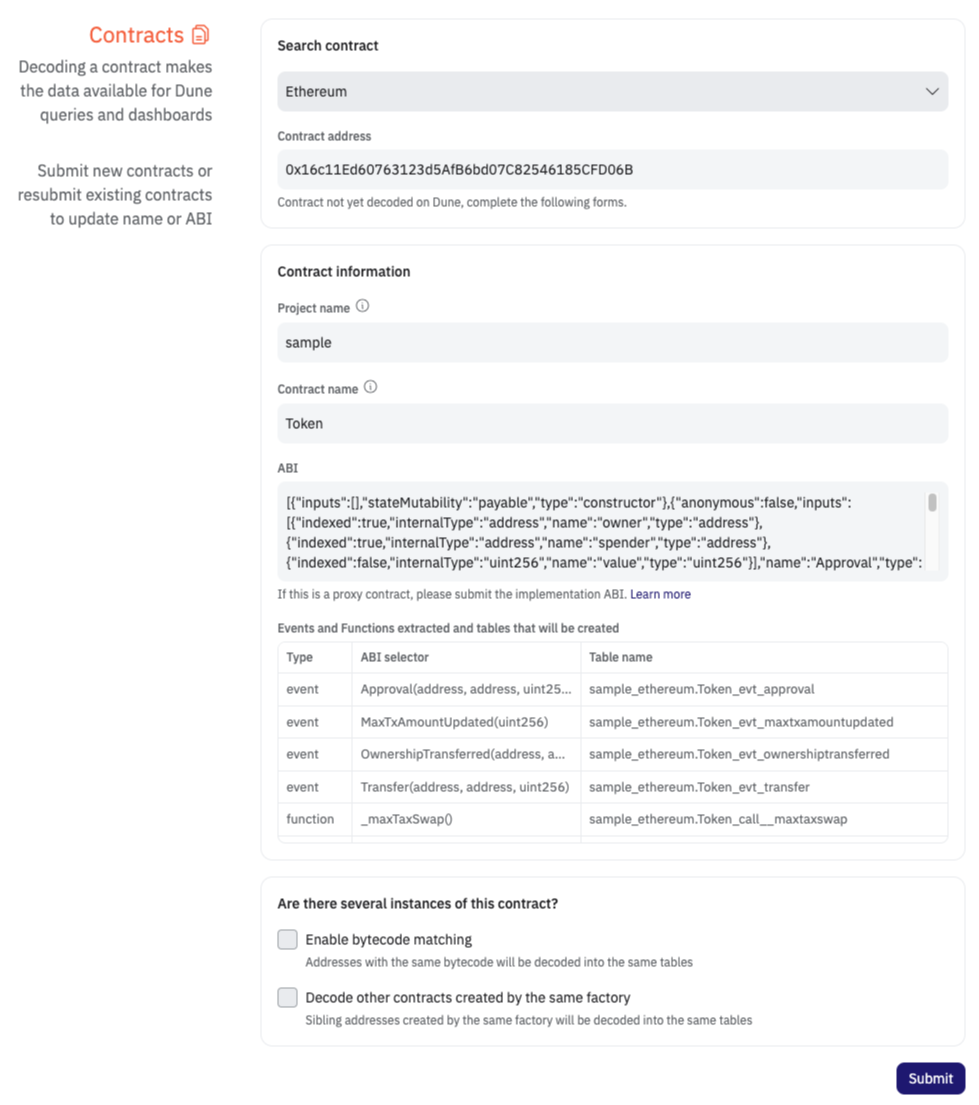 Contracts
Decoding a contract makes
the data available for Dune
queries and dashboards
Submit new contracts or
resubmit existing contracts
to update name or ABI
Search contract
Ethereum
Contract address
0x16c11Ed60763123d5AfB6bd07C82546185CFD06B
Contract not yet decoded on Dune, complete the following forms.
Contract information
Project name
sample
Contract name
Token
ABI
[{"inputs":[],"stateMutability":"payable","type":"constructor"},{"anonymous":false,"inputs":
[{"indexed":true,"internalType":"address","name":"owner","type":"address"},
{"indexed":true,"internalType":"address","name":"spender","type":"address"},
{"indexed":false,"internalType":"uint256","name":"value","type":"uint256"}],"name":"Approval","type":
If this is a proxy contract, please submit the implementation ABI. Learn more
Events and Functions extracted and tables that will be created
Type ABI selector Table name
event Approval(address, address, uint25... sample_ethereum.Token_evt_approval
event MaxTxAmountUpdated(uint256) sample_ethereum.Token_evt_maxtxamountupdated
event OwnershipTransferred(address, a... sample_ethereum.Token_evt_ownershiptransferred
event Transfer(address, address, uint256) sample_ethereum.Token_evt_transfer
function _maxTaxSwap() sample_ethereum.Token_call__maxtaxswap
Are there several instances of this contract?
Enable bytecode matching
Addresses with the same bytecode will be decoded into the same tables
Decode other contracts created by the same factory
Sibling addresses created by the same factory will be decoded into the same tables
Submit